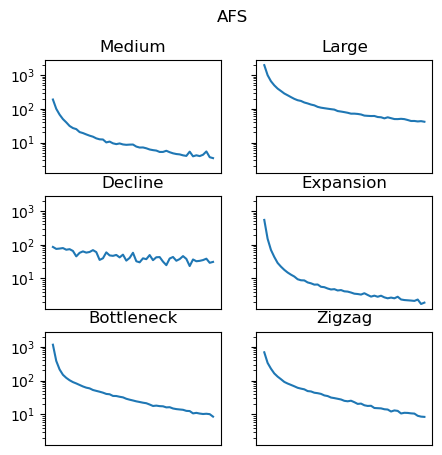 AFS
Medium
Large
10³
10²
10¹
Decline
Expansion
10³
10²
10¹
Bottleneck
Zigzag
10³
10²
10¹